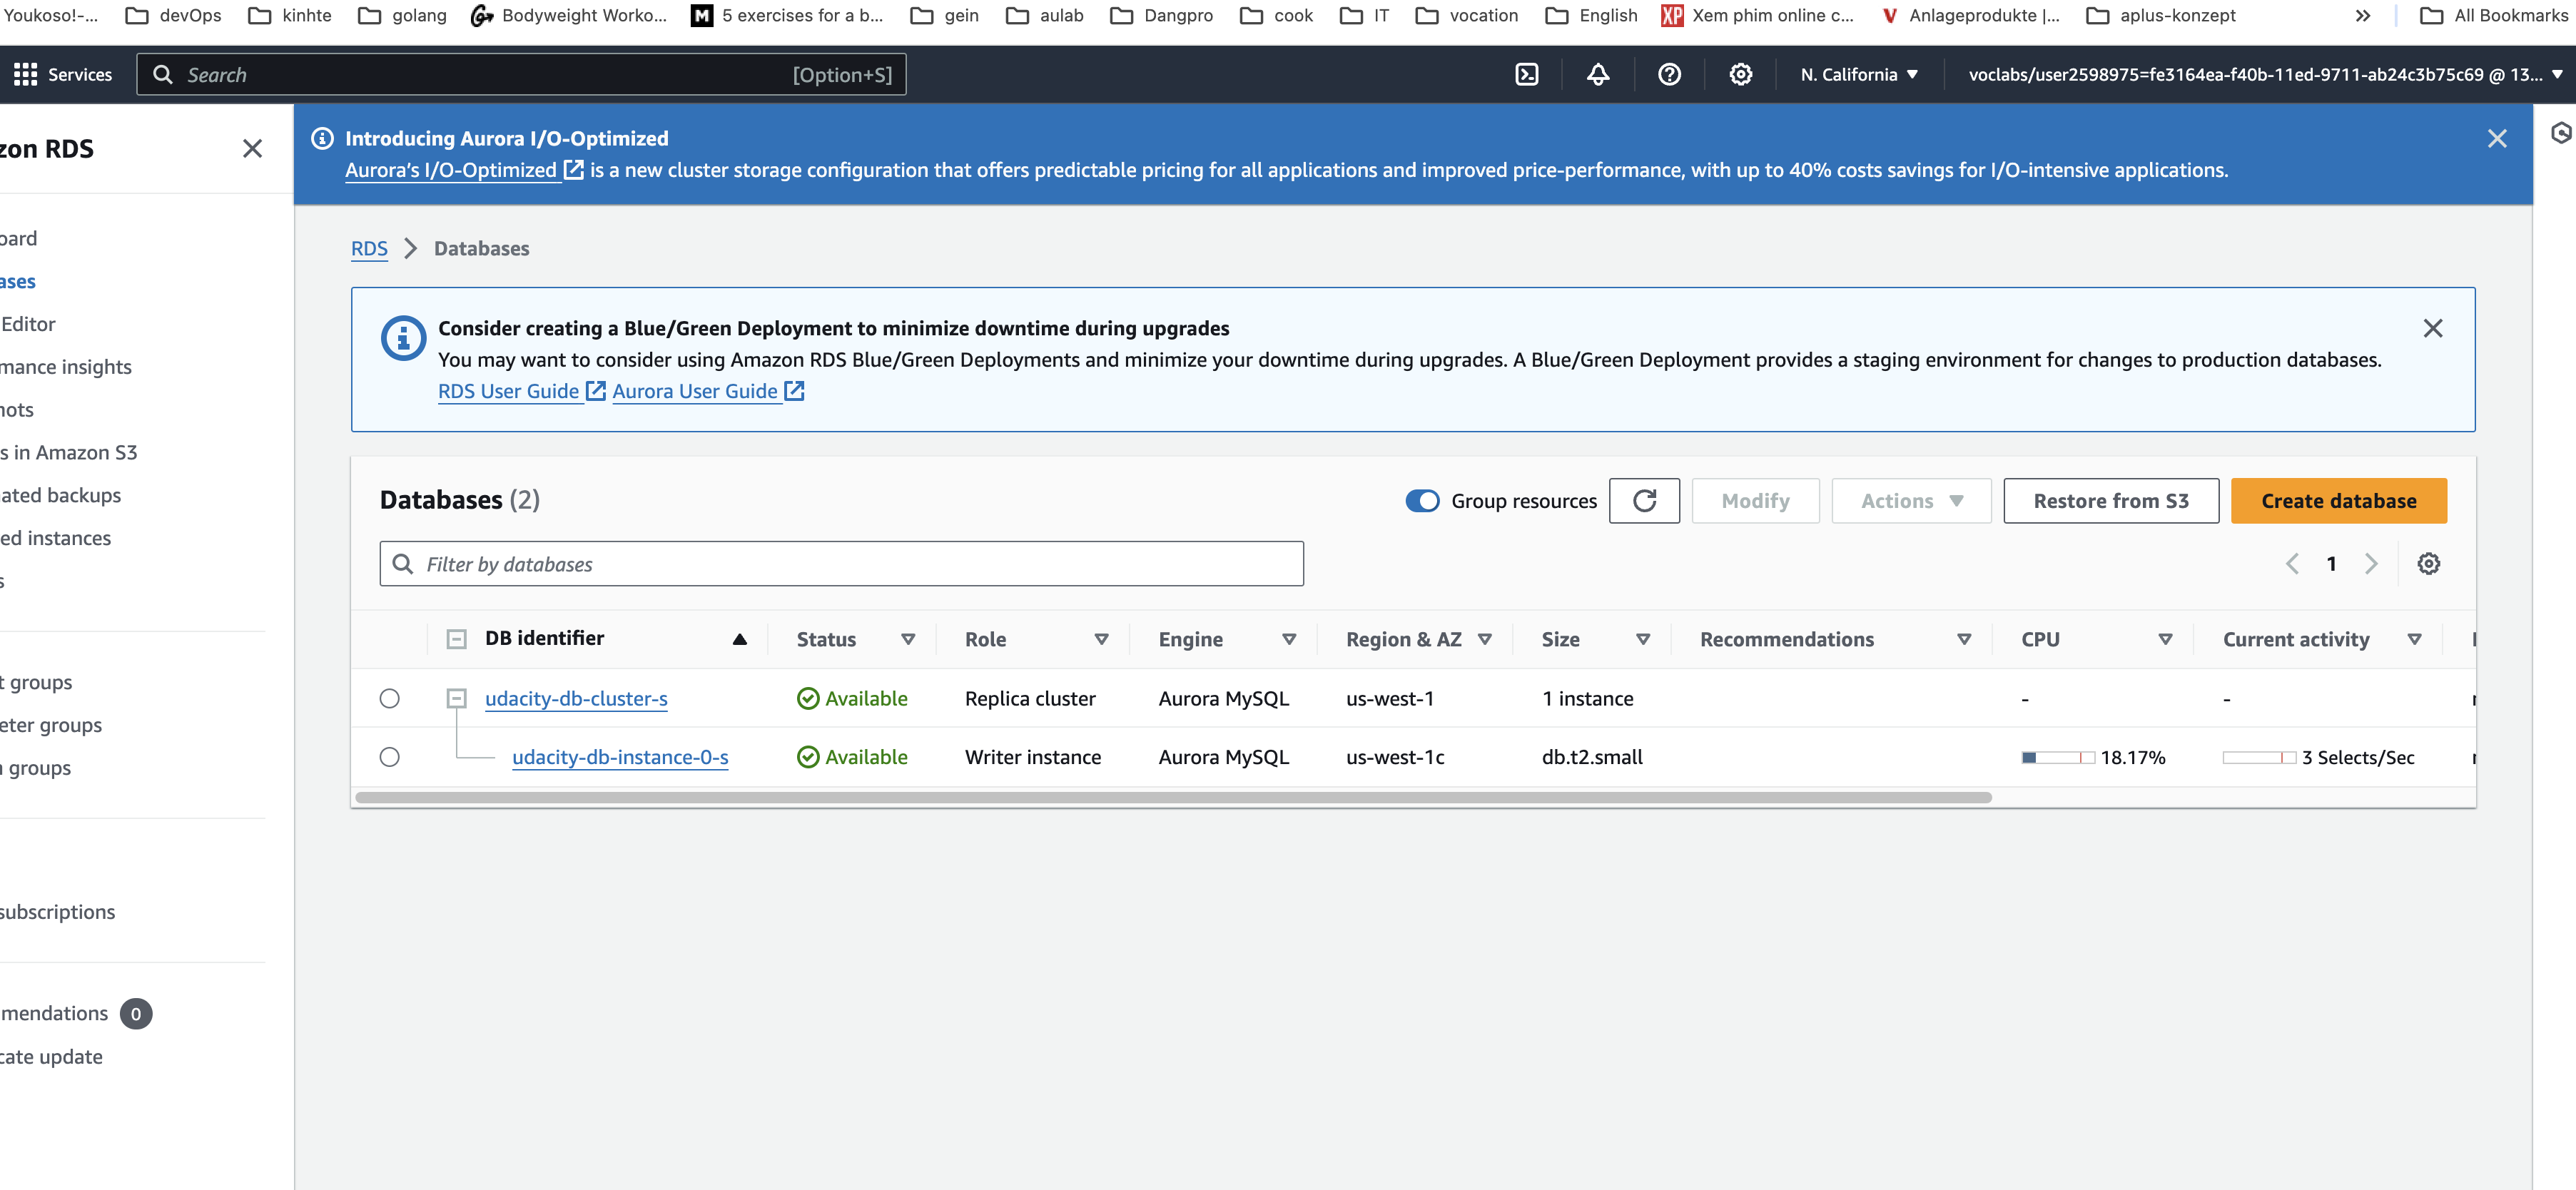 Youkoso!-... devOps kinhte golang Bodyweight Worko... 5 exercises for a b... gein aulab Dangpro cook IT vocation English Xem phim online c... Anlageprodukte |... aplus-konzept » All Bookmarks
Services Search [Option+S] N. California voclabs/user2598975=fe3164ea-f40b-11ed-9711-ab24c3b75c69 @ 13...
zon RDS
oard
ases
Editor
mance insights
hots
s in Amazon S3
ated backups
ed instances
s
t groups
eter groups
n groups
subscriptions
mendations 0
cate update
Introducing Aurora I/O-Optimized
Aurora's I/O-Optimized is a new cluster storage configuration that offers predictable pricing for all applications and improved price-performance, with up to 40% costs savings for I/O-intensive applications.
RDS > Databases
Consider creating a Blue/Green Deployment to minimize downtime during upgrades
You may want to consider using Amazon RDS Blue/Green Deployments and minimize your downtime during upgrades. A Blue/Green Deployment provides a staging environment for changes to production databases.
RDS User Guide Aurora User Guide
Databases (2) Group resources Modify Actions Restore from S3 Create database
Filter by databases 1
DB identifier Status Role Engine Region & AZ Size Recommendations CPU Current activity
udacity-db-cluster-s Available Replica cluster Aurora MySQL us-west-1 1 instance - -
udacity-db-instance-0-s Available Writer instance Aurora MySQL us-west-1c db.t2.small 18.17% 3 Selects/Sec